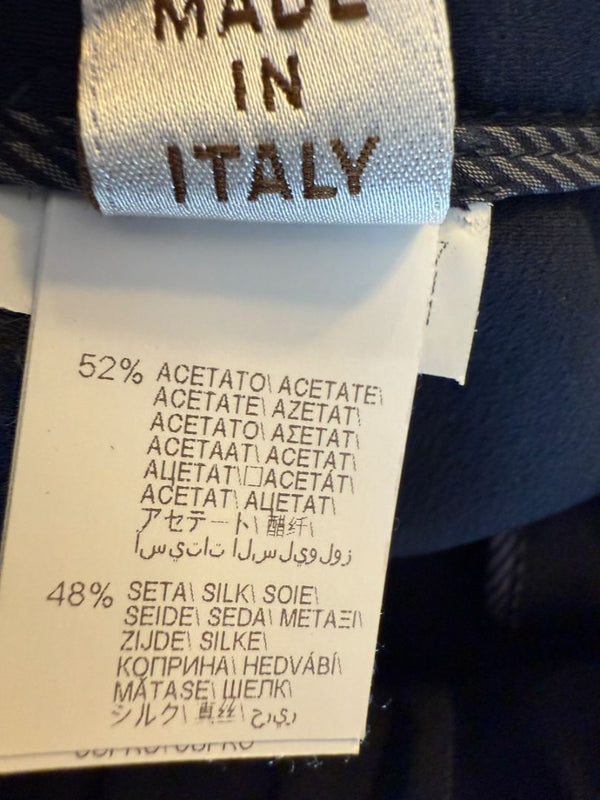 MADE
IN
ITALY
52% ACETATO\ ACETATE\
ACETATE\ AZETAT\
ACETATO\ ΑΣΕΤΑΤ\
ACETAAT\ ACETAT\
АЦЕТАТ\□ACETÁT\
ACETAT\ АЦЕТАТ\
アセテート\ 醋纤\
أسيتات السليولوز
48% SETA\ SILK\ SOIE\
SEIDE\ SEDA\ ΜΕΤΑΞΙ\
ZIJDE\ SILKE\
КОПРИНА\ HEDVÁBÍ\
MĂTASE\ ШЕЛК\
シルク\ 真丝\ حرير